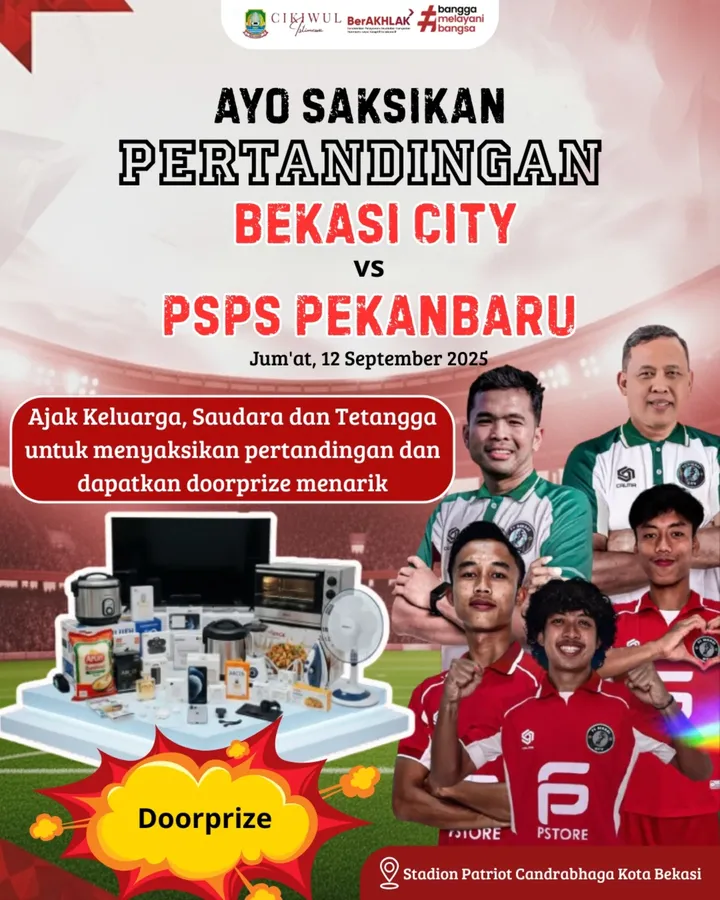 CIKIWUL
Istimewa
BerAKHLAK
#bangga
melayani
bangsa
AYO SAKSIKAN
PERTANDINGAN
BEKASI CITY
VS
PSPS PEKANBARU
Jum'at, 12 September 2025
Ajak Keluarga, Saudara dan Tetangga
untuk menyaksikan pertandingan dan
dapatkan doorprize menarik
Doorprize
PSTORE
PSTORE
Stadion Patriot Candrabhaga Kota Bekasi